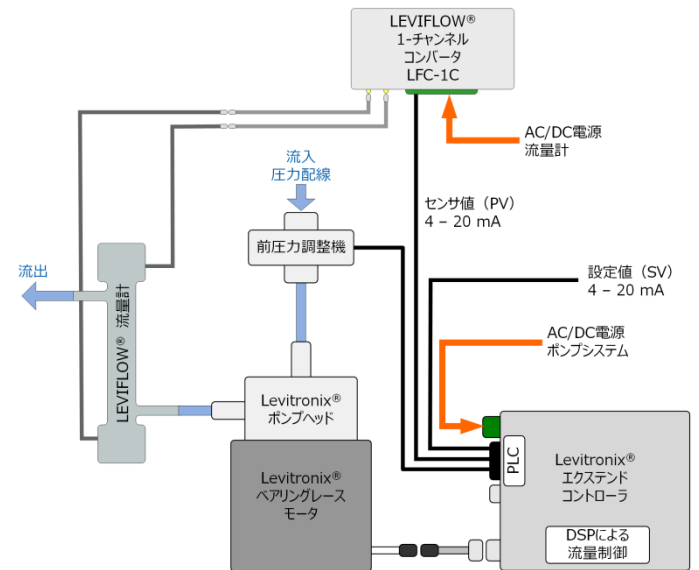 LEVIFLOW®
1-チャンネル
コンバータ
LFC-1C
AC/DC電源
流量計
流入
圧力配線
センサ値（PV）
4 – 20 mA
前圧力調整機
流出
設定値（SV）
4 – 20 mA
LEVIFLOW® 流量計
AC/DC電源
ポンプシステム
Levitronix®
ポンプヘッド
PLC
Levitronix®
エクステンド
コントローラ
Levitronix®
ベアリングレース
モータ
DSPによる
流量制御